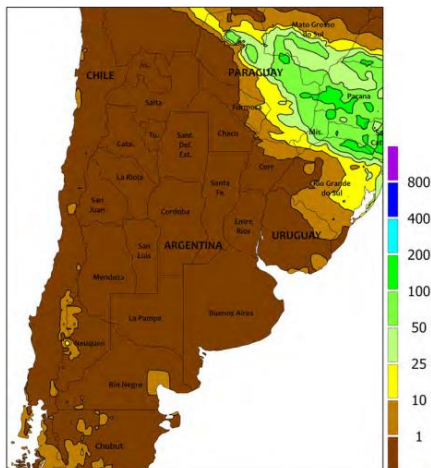 Mato Grosso
do Sul
CHILE
PARAGUAY
Parana
Salta
Formosa
Tu.
Sant.
Del.
Est.
Chaco
Mis.
Cata.
La Rioja
Santa
Fe.
Corr
Rio Grande
do Sul
San
Juan
Cordoba
Entre
Rios
San
Luis
ARGENTINA
URUGUAY
Mendoza
La Pampa
Buenos Aires
Neuquen
Rio Negro
Chubut
800
400
200
100
50
25
10
1